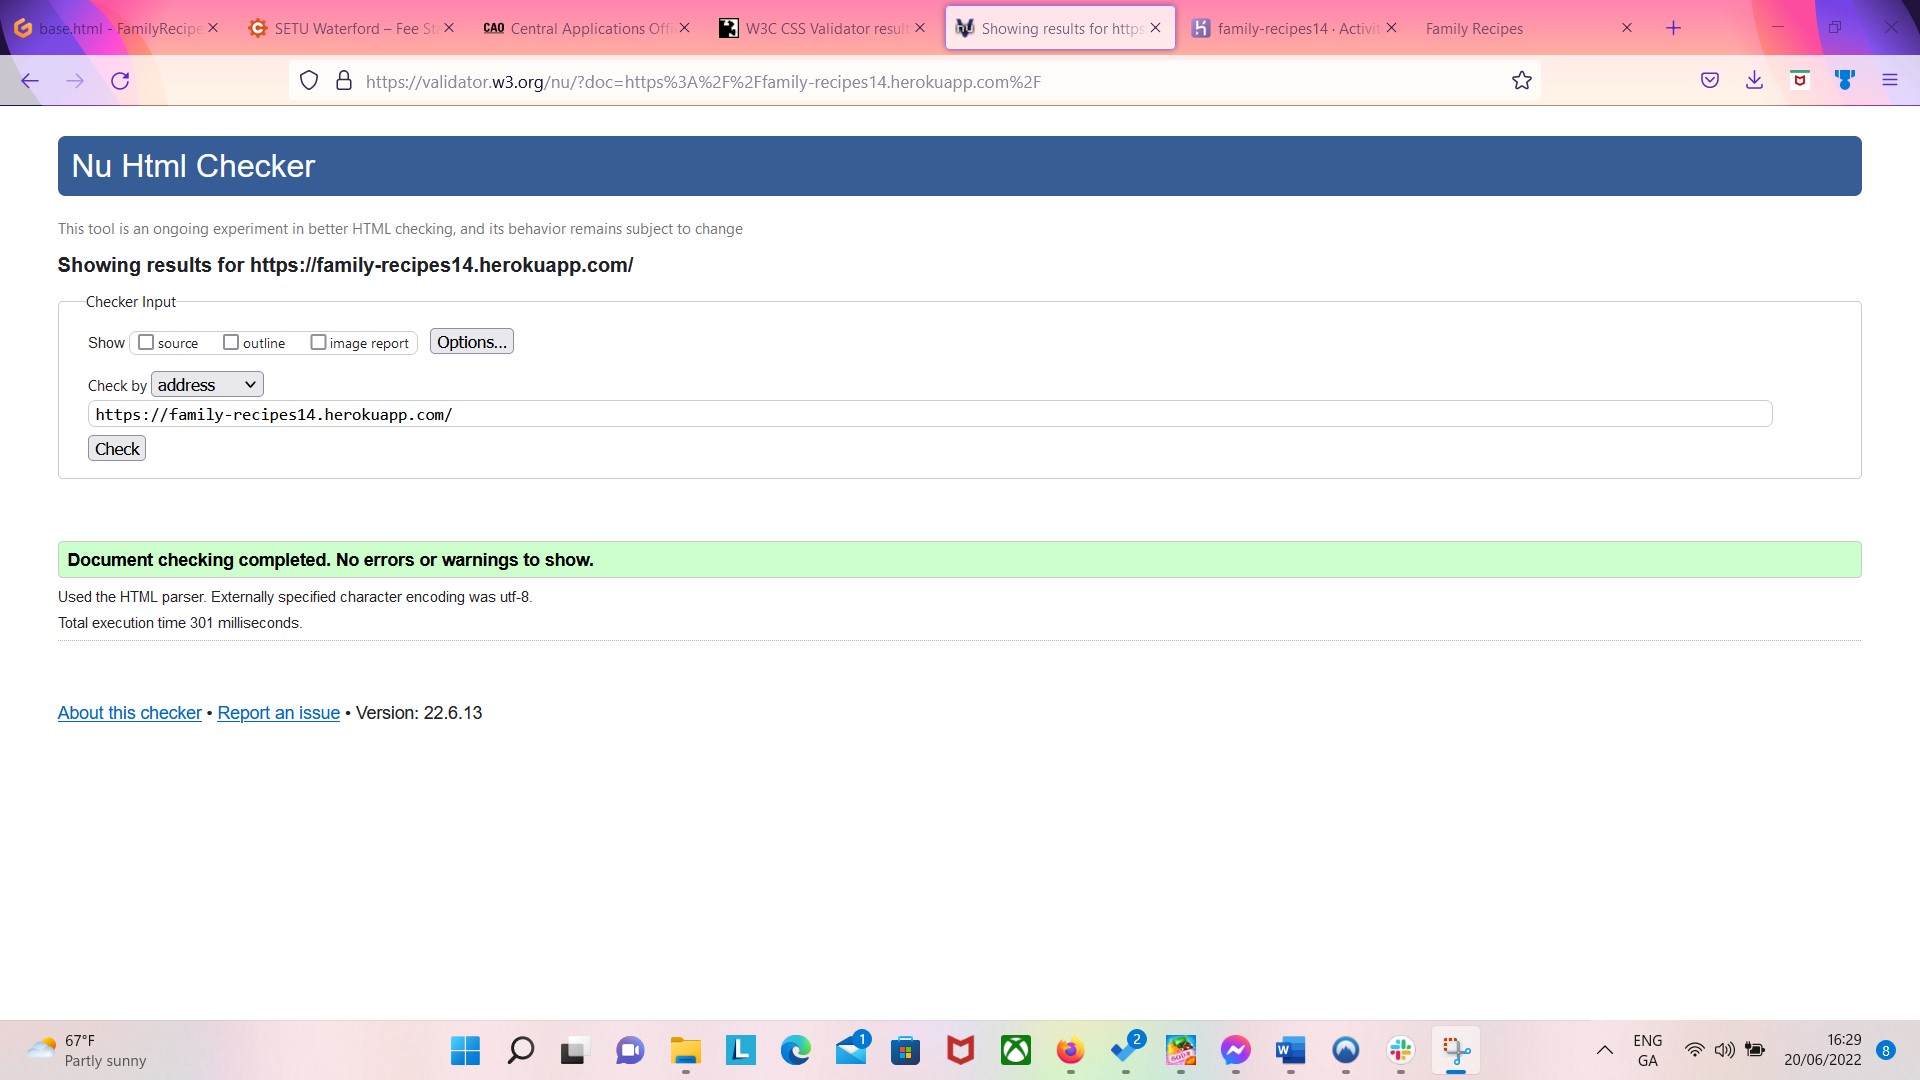 base.html - FamilyRecipe
SETU Waterford – Fee St
CAO Central Applications Offi
W3C CSS Validator result
Showing results for https
family-recipes14 · Activit
Family Recipes
https://validator.w3.org/nu/?doc=https%3A%2F%2Ffamily-recipes14.herokuapp.com%2F
Nu Html Checker
This tool is an ongoing experiment in better HTML checking, and its behavior remains subject to change
Showing results for https://family-recipes14.herokuapp.com/
Checker Input
Show source outline image report Options...
Check by address
https://family-recipes14.herokuapp.com/
Check
Document checking completed. No errors or warnings to show.
Used the HTML parser. Externally specified character encoding was utf-8.
Total execution time 301 milliseconds.
About this checker • Report an issue • Version: 22.6.13
67°F
Partly sunny
1
2
ENG
GA
16:29
20/06/2022
8